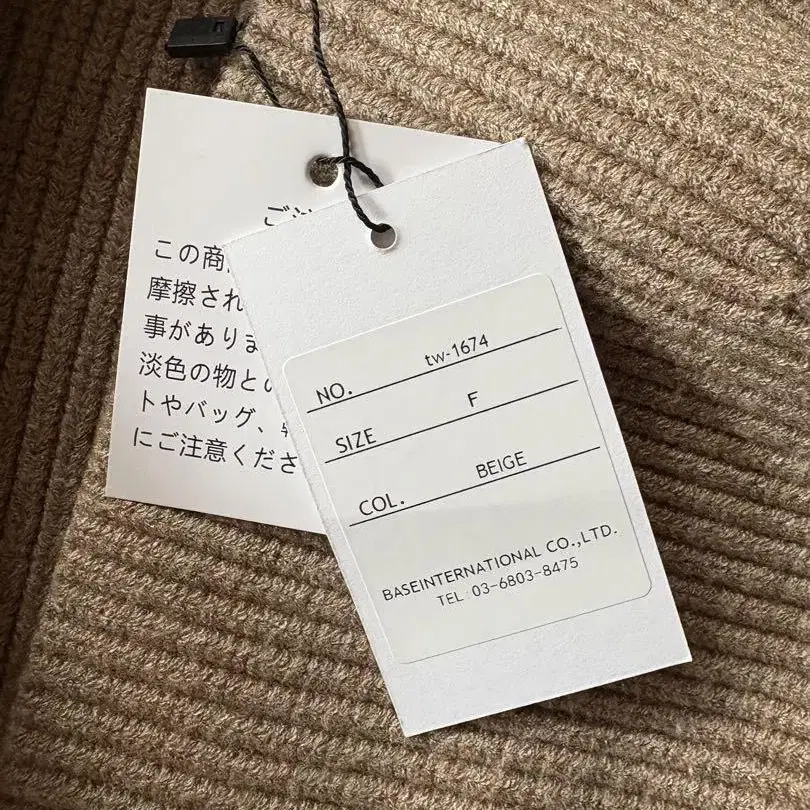 この商
摩擦され
事がありま
淡色の物との
トやバッグ、
にご注意くださ
NO. tw-1674
SIZE F
COL. BEIGE
BASEINTERNATIONAL CO.,LTD.
TEL 03-6803-8475